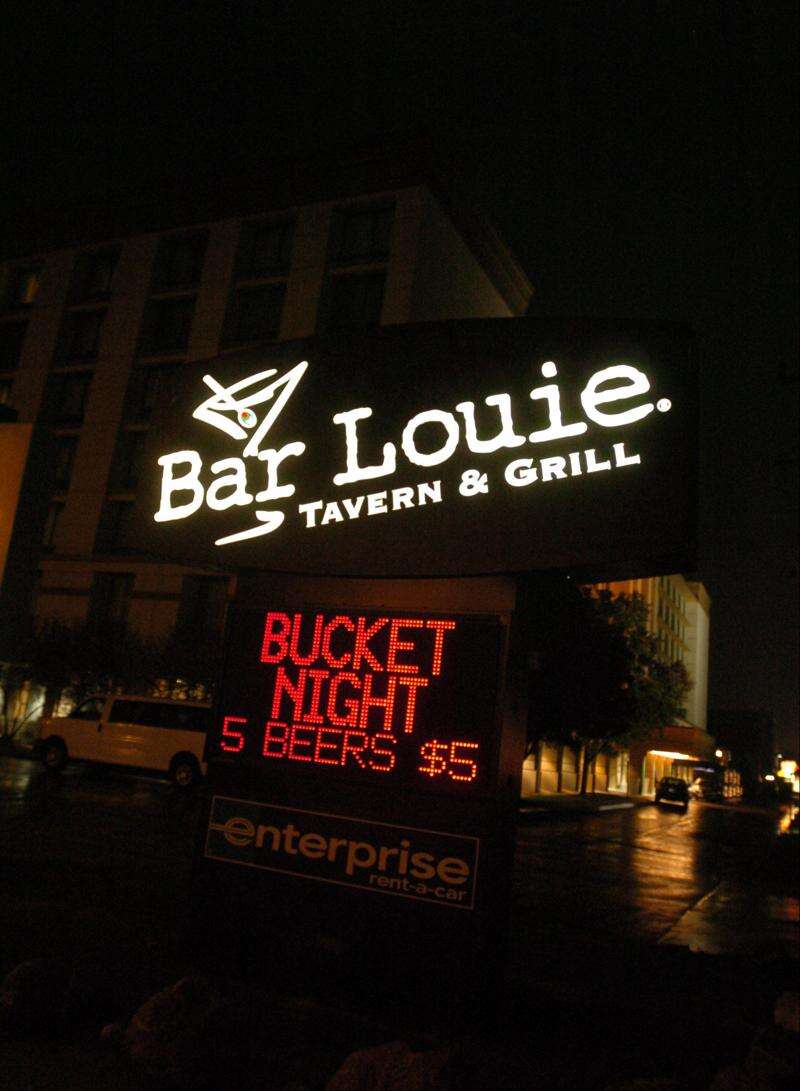 Bar Louie®
TAVERN & GRILL
BUCKET
NIGHT
5 BEERS $5
enterprise
rent-a-car